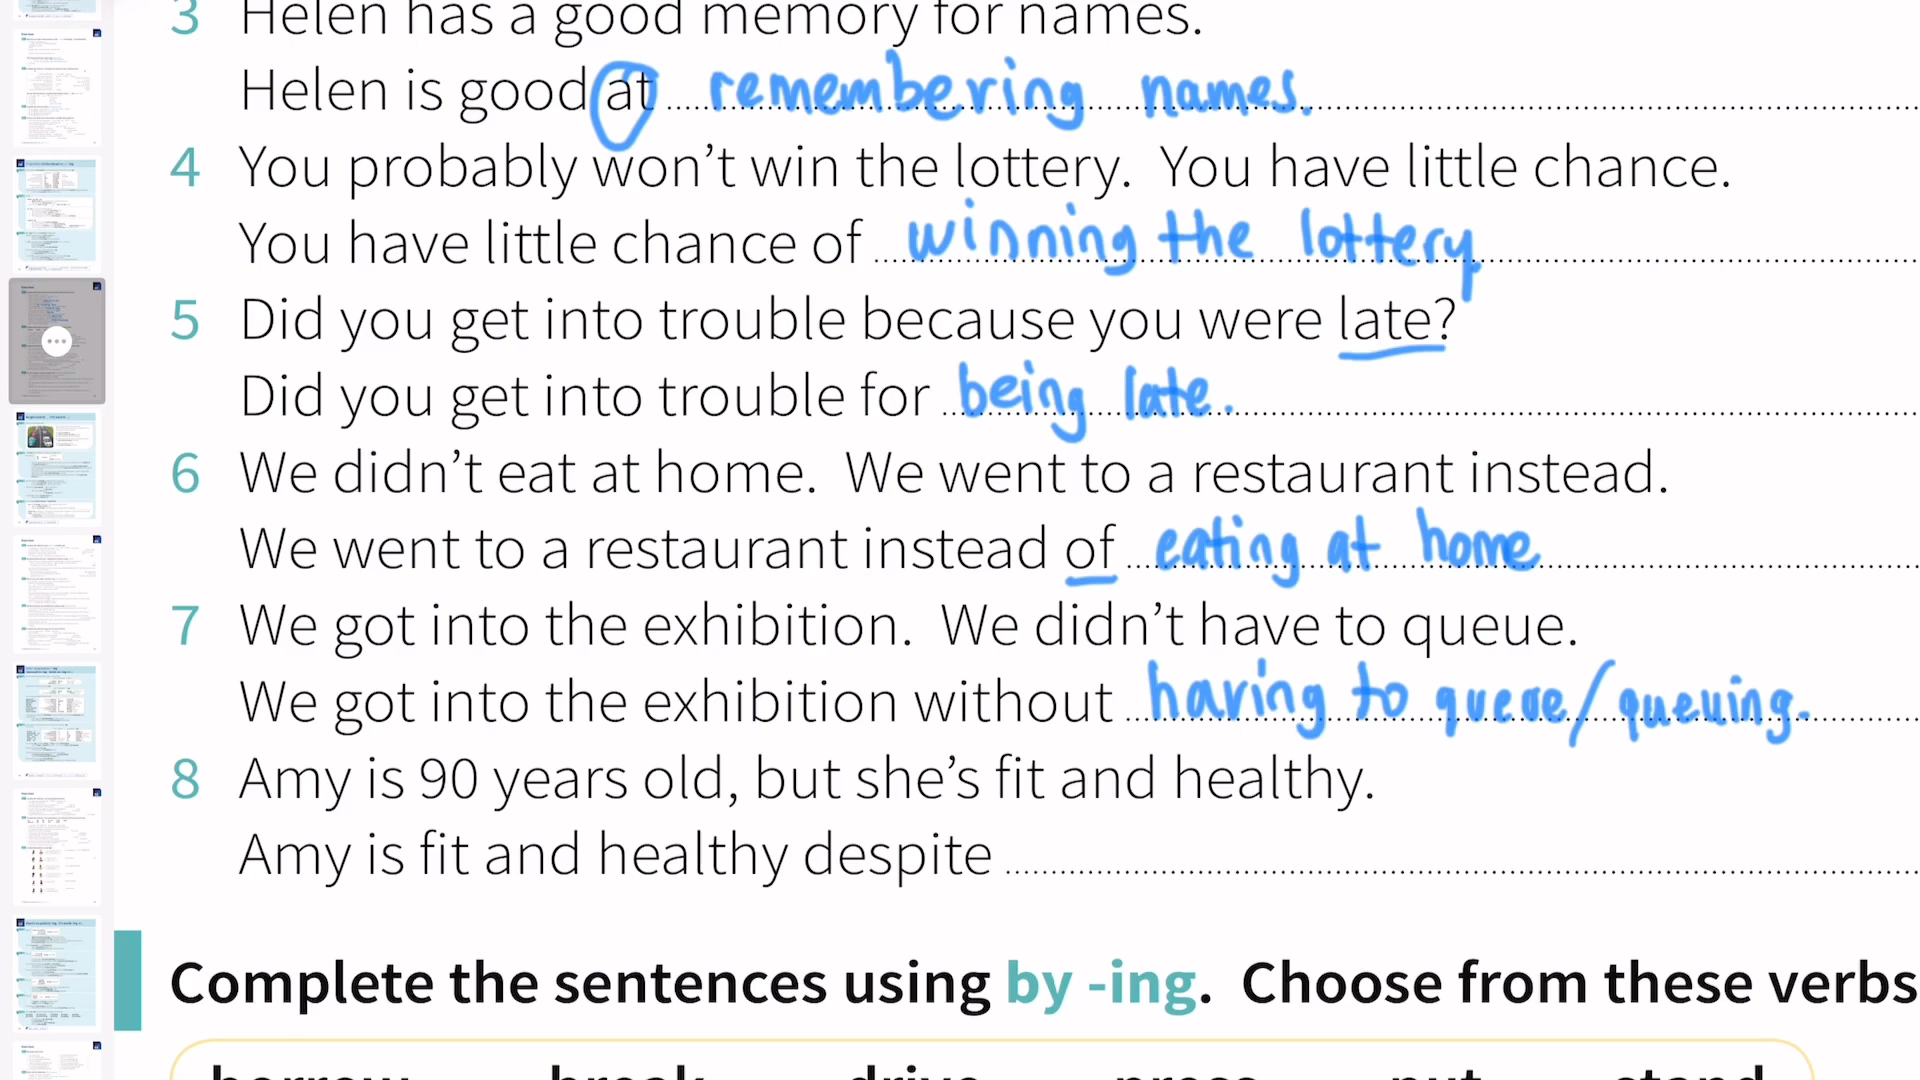 3 Helen has a good memory for names.
Helen is good at remembering names.
4 You probably won't win the lottery. You have little chance.
You have little chance of winning the lottery.
5 Did you get into trouble because you were late?
Did you get into trouble for being late.
6 We didn't eat at home. We went to a restaurant instead.
We went to a restaurant instead of eating at home
7 We got into the exhibition. We didn't have to queue.
We got into the exhibition without having to queue/queuing.
8 Amy is 90 years old, but she's fit and healthy.
Amy is fit and healthy despite
Complete the sentences using by -ing. Choose from these verbs
borrow break drive press put stand